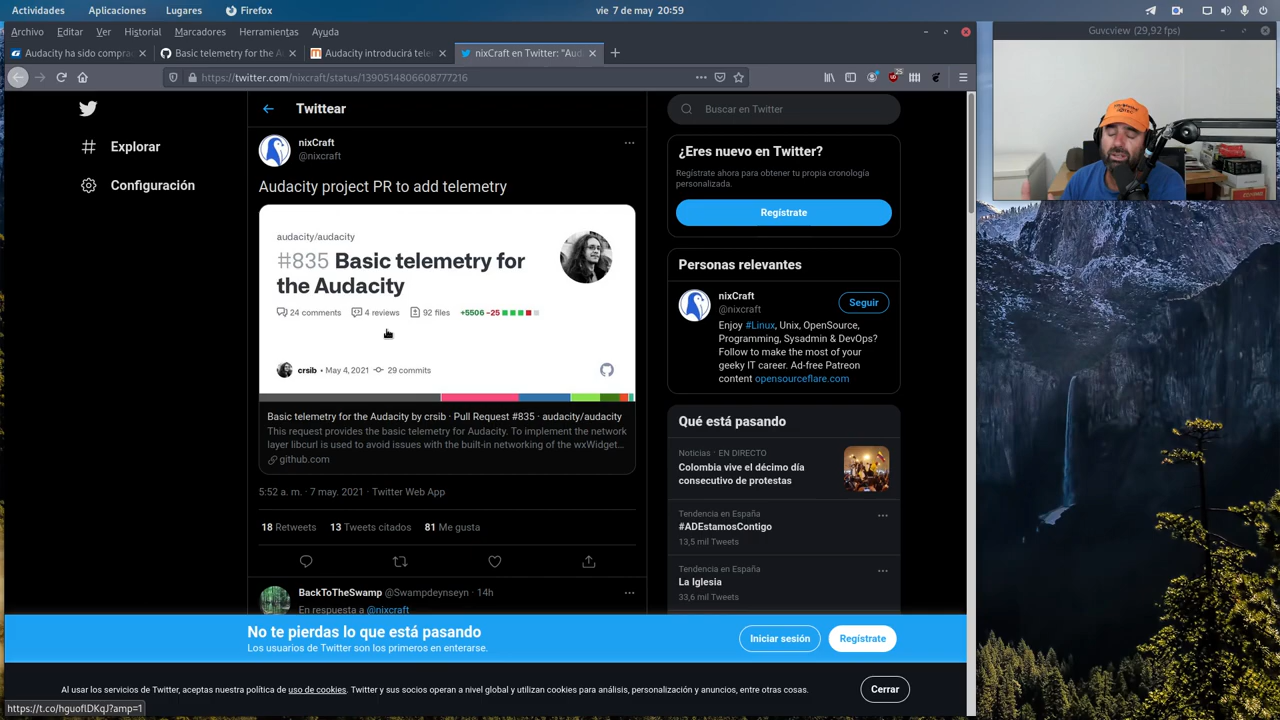 Actividades
Aplicaciones
Lugares
Firefox
vie 7 de may 20:59
Archivo Editar Ver Historial Marcadores Herramientas Ayuda
Guvcview (29,92 fps)
Audacity ha sido compra
Basic telemetry for the A
Audacity introducirá tele
nixCraft en Twitter: "Aud
https://twitter.com/nixcraft/status/1390514806608777216
25
Explorar
Configuración
Twittear
nixCraft
@nixcraft
Audacity project PR to add telemetry
audacity/audacity
#835 Basic telemetry for
the Audacity
24 comments 4 reviews 92 files +5506 −25
crsib • May 4, 2021 29 commits
Basic telemetry for the Audacity by crsib · Pull Request #835 · audacity/audacity
This request provides the basic telemetry for Audacity. To implement the network
layer libcurl is used to avoid issues with the built-in networking of the wxWidget...
github.com
5:52 a. m. · 7 may. 2021 · Twitter Web App
18 Retweets 13 Tweets citados 81 Me gusta
BackToTheSwamp @Swampdeynseyn · 14h
En respuesta a @nixcraft
Buscar en Twitter
¿Eres nuevo en Twitter?
Regístrate ahora para obtener tu propia cronología
personalizada.
Regístrate
Personas relevantes
nixCraft
@nixcraft
Seguir
Enjoy #Linux, Unix, OpenSource,
Programming, Sysadmin & DevOps?
Follow to make the most of your
geeky IT career. Ad-free Patreon
content opensourceflare.com
Qué está pasando
Noticias · EN DIRECTO
Colombia vive el décimo día
consecutivo de protestas
Tendencia en España
#ADEstamosContigo
13,5 mil Tweets
Tendencia en España
La Iglesia
33,6 mil Tweets
No te pierdas lo que está pasando
Los usuarios de Twitter son los primeros en enterarse.
Iniciar sesión
Regístrate
Al usar los servicios de Twitter, aceptas nuestra política de uso de cookies. Twitter y sus socios operan a nivel global y utilizan cookies para análisis, personalización y anuncios, entre otras cosas.
Cerrar
https://t.co/hguoflDKqJ?amp=1